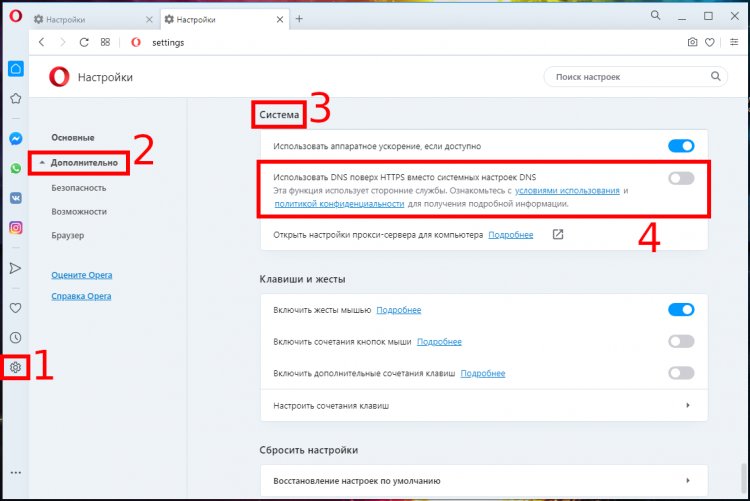 Настройки
Настройки
settings
Настройки
Поиск настроек
Основные
Дополнительно
Безопасность
Возможности
Браузер
Оцените Opera
Справка Opera
1
2
3
4
Система
Использовать аппаратное ускорение, если доступно
Использовать DNS поверх HTTPS вместо системных настроек DNS
Эта функция использует сторонние службы. Ознакомьтесь с условиями использования и
политикой конфиденциальности для получения подробной информации.
Открыть настройки прокси-сервера для компьютера Подробнее
Клавиши и жесты
Включить жесты мышью Подробнее
Включить сочетания кнопок мыши Подробнее
Включить дополнительные сочетания клавиш Подробнее
Настроить сочетания клавиш
Сбросить настройки
Восстановление настроек по умолчанию